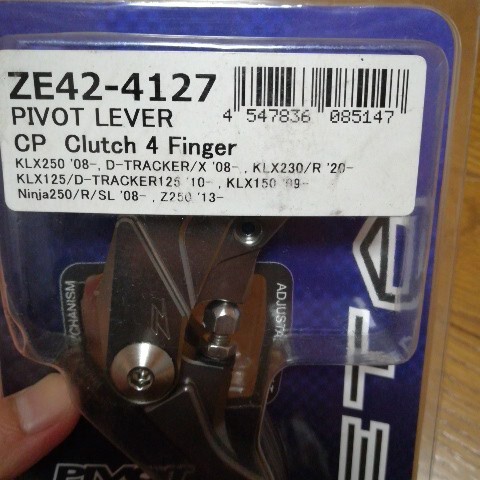 ZE42-4127
PIVOT LEVER
CP Clutch 4 Finger
4 547836 085147
KLX250 '08-, D-TRACKER/X '08-, KLX230/R '20-
KLX125/D-TRACKER125 '10-, KLX150 '09-
Ninja250/R/SL '08-, Z250 '13-
PIVOT